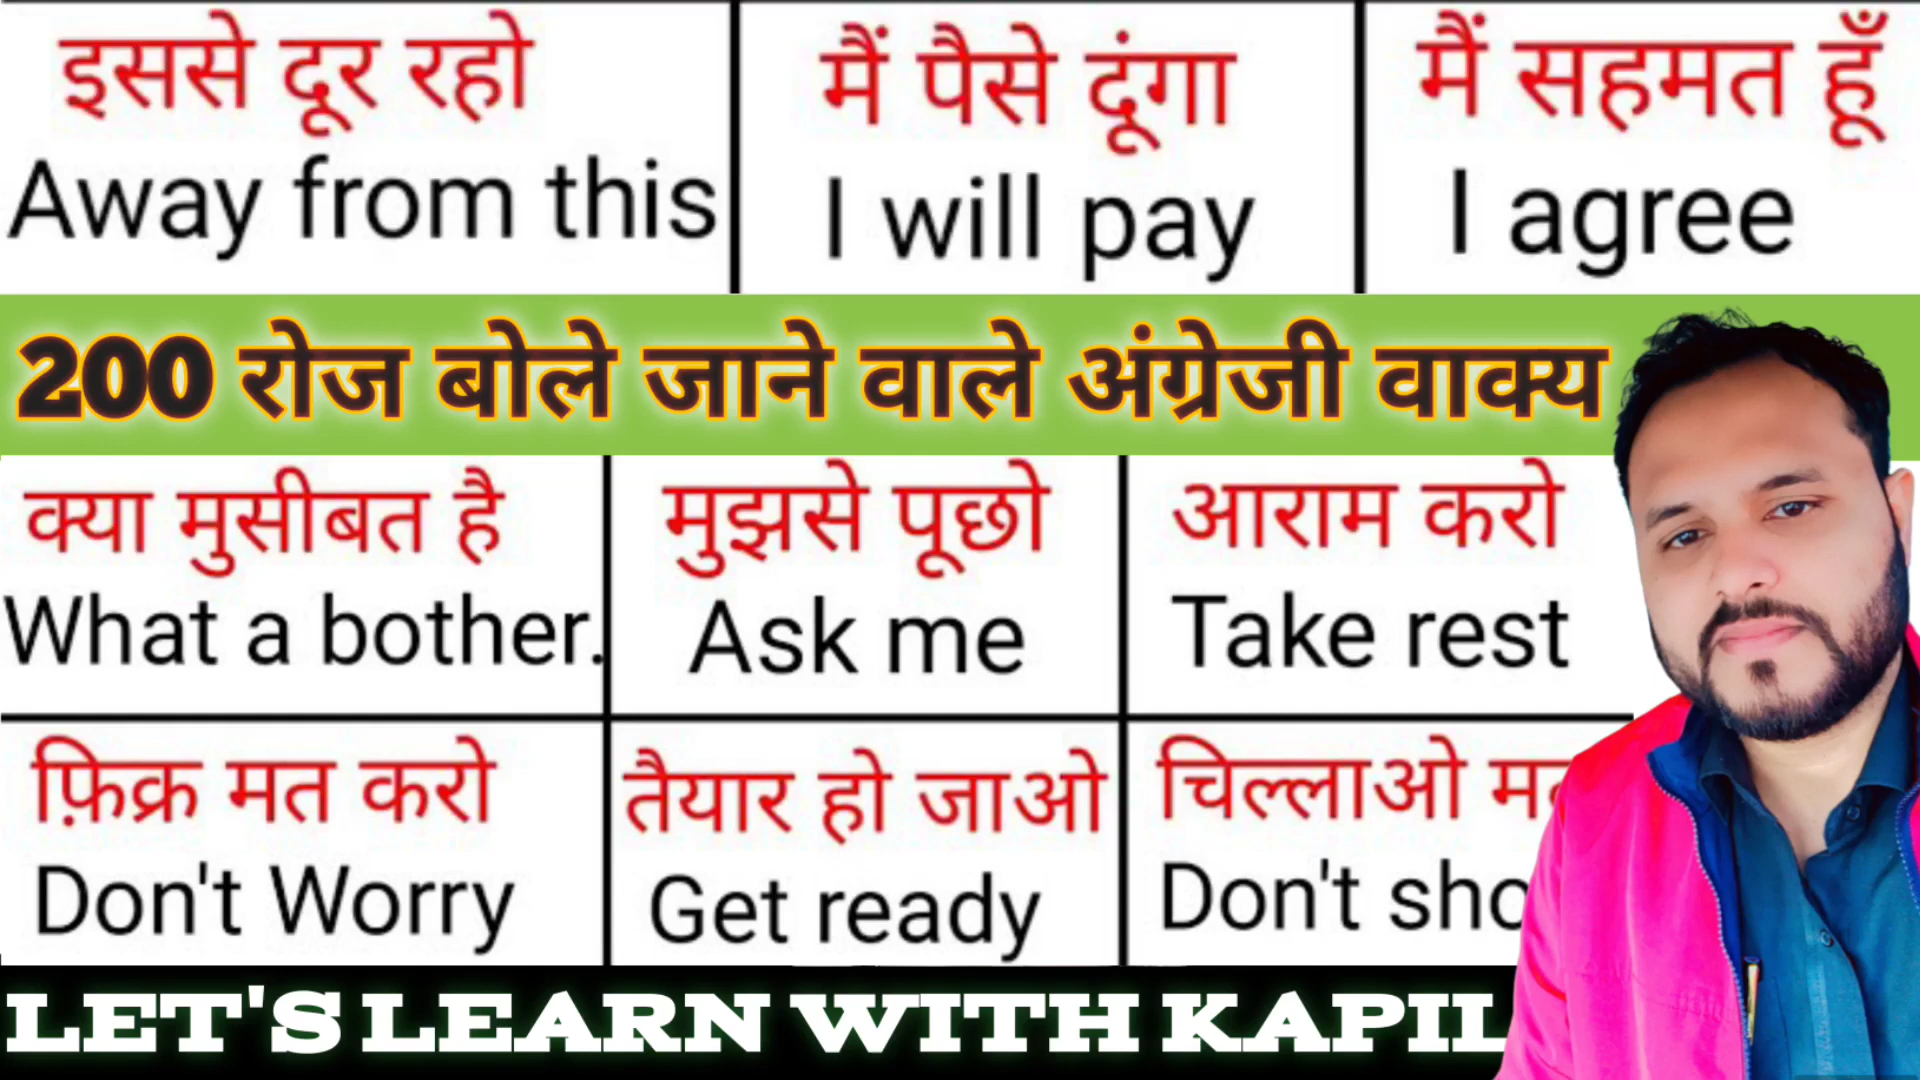 इससे दूर रहो
Away from this
मैं पैसे दूंगा
I will pay
मैं सहमत हूँ
I agree
200 रोज बोले जाने वाले अंग्रेजी वाक्य
क्या मुसीबत है
What a bother.
मुझसे पूछो
Ask me
आराम करो
Take rest
फ़िक्र मत करो
Don't Worry
तैयार हो जाओ
Get ready
चिल्लाओ
Don't
LET'S LEARN WITH KAPIL